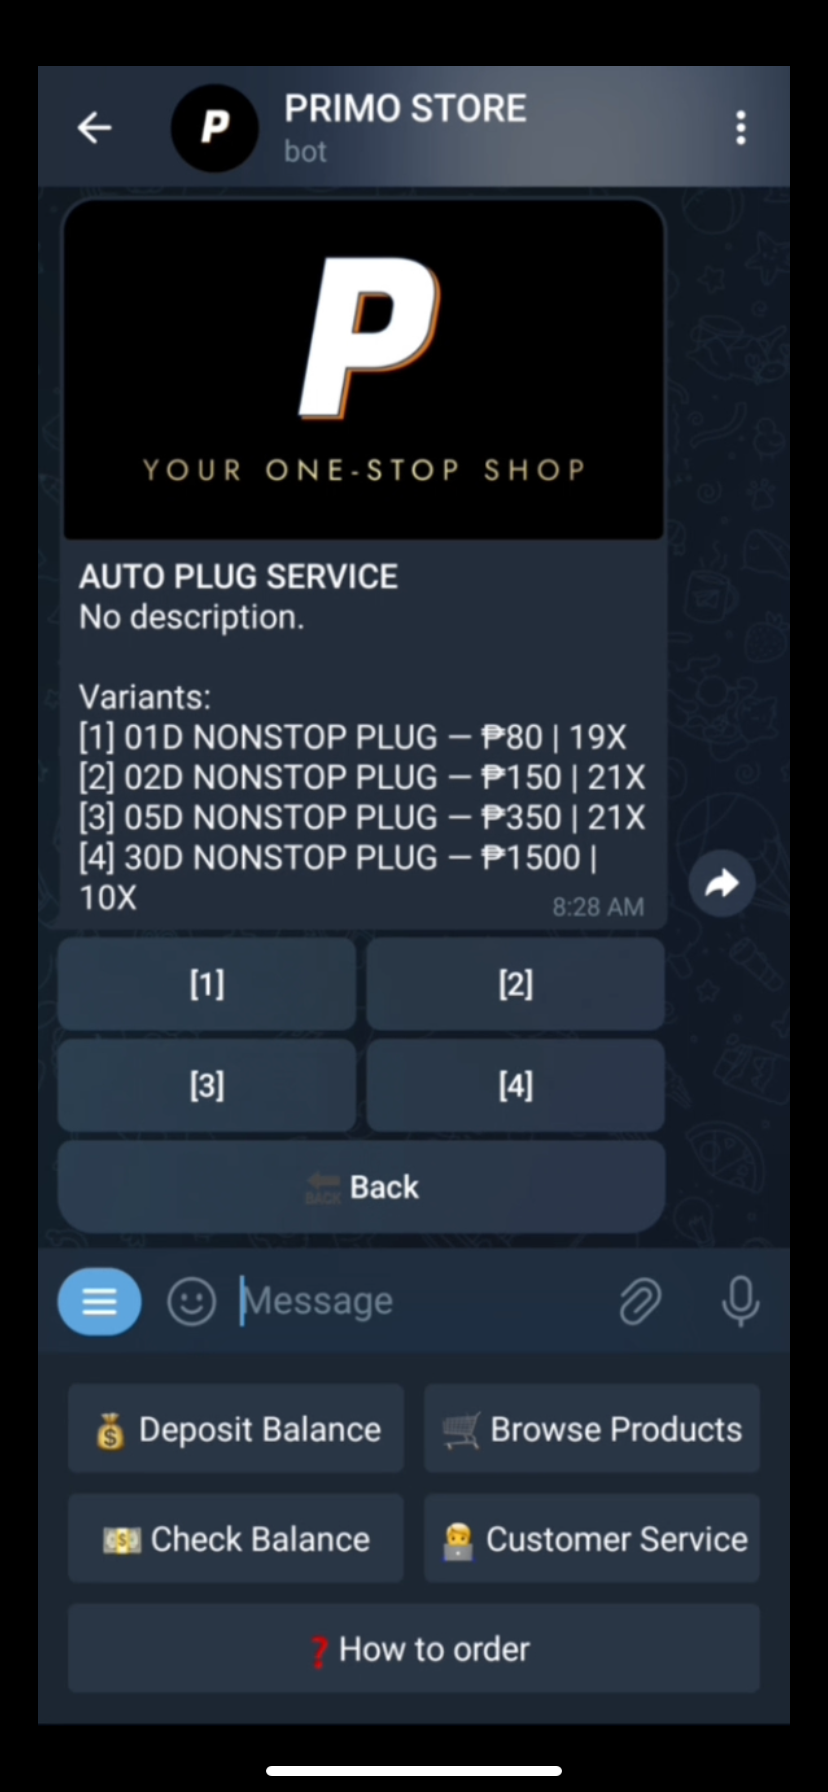 P
PRIMO STORE
bot
P
YOUR ONE-STOP SHOP
AUTO PLUG SERVICE
No description.
Variants:
[1] 01D NONSTOP PLUG — ₱80 | 19X
[2] 02D NONSTOP PLUG — ₱150 | 21X
[3] 05D NONSTOP PLUG — ₱350 | 21X
[4] 30D NONSTOP PLUG — ₱1500 |
10X
8:28 AM
[1]
[2]
[3]
[4]
BACK Back
Message
Deposit Balance
Browse Products
Check Balance
Customer Service
❓ How to order